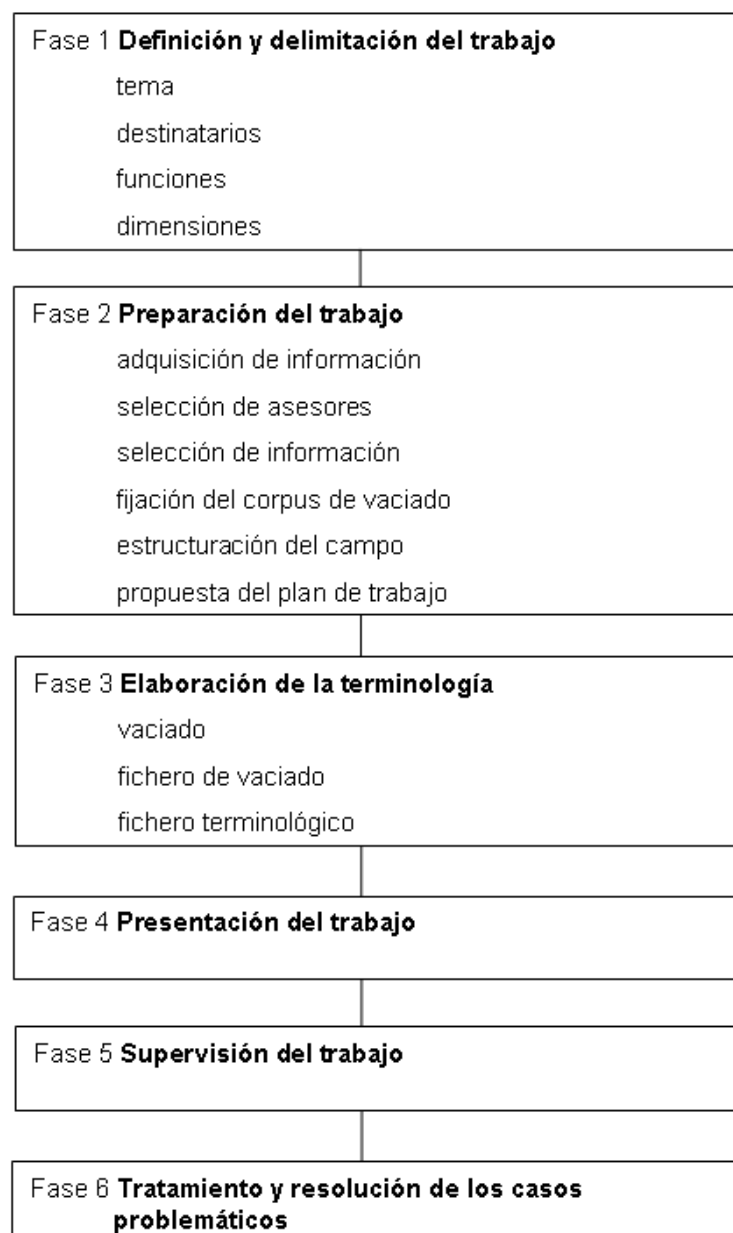 Fase 1 Definición y delimitación del trabajo
tema
destinatarios
funciones
dimensiones
Fase 2 Preparación del trabajo
adquisición de información
selección de asesores
selección de información
fijación del corpus de vaciado
estructuración del campo
propuesta del plan de trabajo
Fase 3 Elaboración de la terminología
vaciado
fichero de vaciado
fichero terminológico
Fase 4 Presentación del trabajo
Fase 5 Supervisión del trabajo
Fase 6 Tratamiento y resolución de los casos
problemáticos